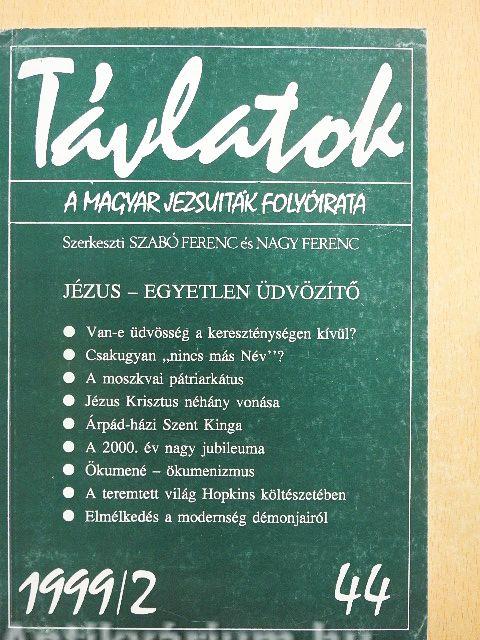 Távlatok
A MAGYAR JEZSUITÁK FOLYÓIRATA
Szerkeszti SZABÓ FERENC és NAGY FERENC
JÉZUS – EGYETLEN ÜDVÖZÍTŐ
● Van-e üdvösség a kereszténységen kívül?
● Csakugyan „nincs más Név”?
● A moszkvai pátriarkátus
● Jézus Krisztus néhány vonása
● Árpád-házi Szent Kinga
● A 2000. év nagy jubileuma
● Ökumené – ökumenizmus
● A teremtett világ Hopkins költészetében
● Elmélkedés a modernség démonjairól
1999/2 44